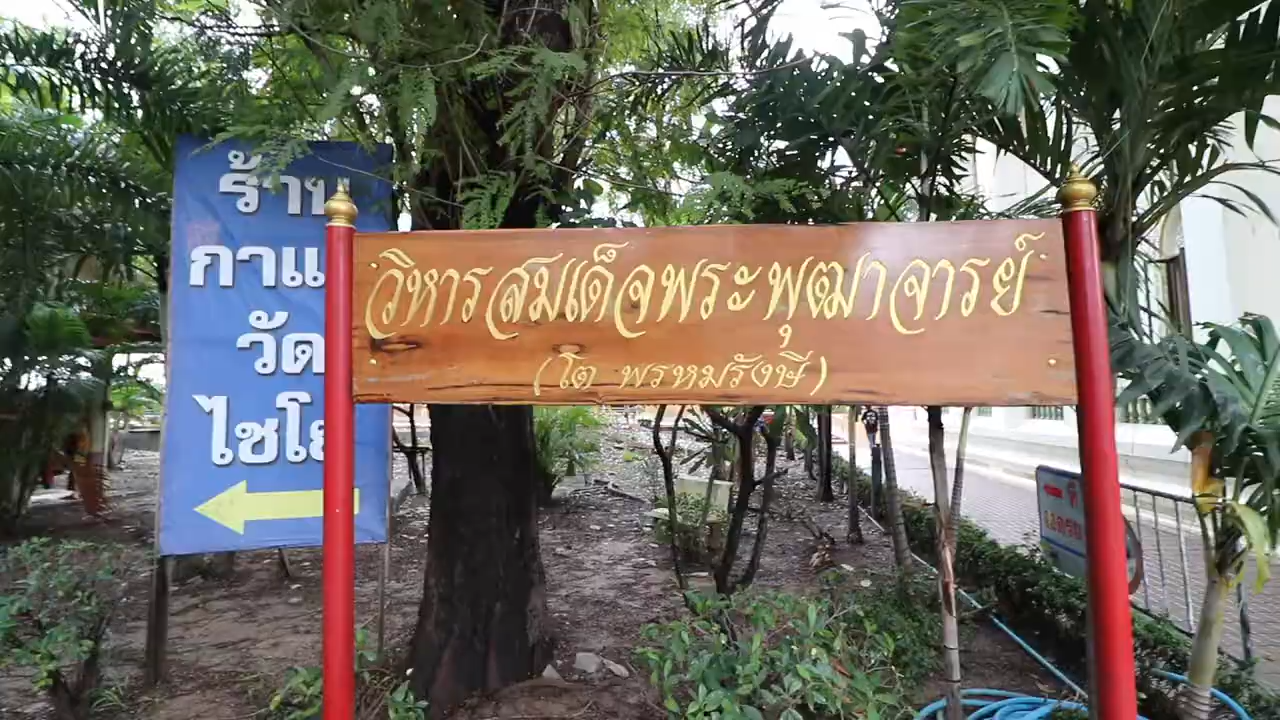 ร้าน
กาแ
วัด
ไชโย
วิหารสมเด็จพระพุฒาจารย์
(โต พรหมรังษี)